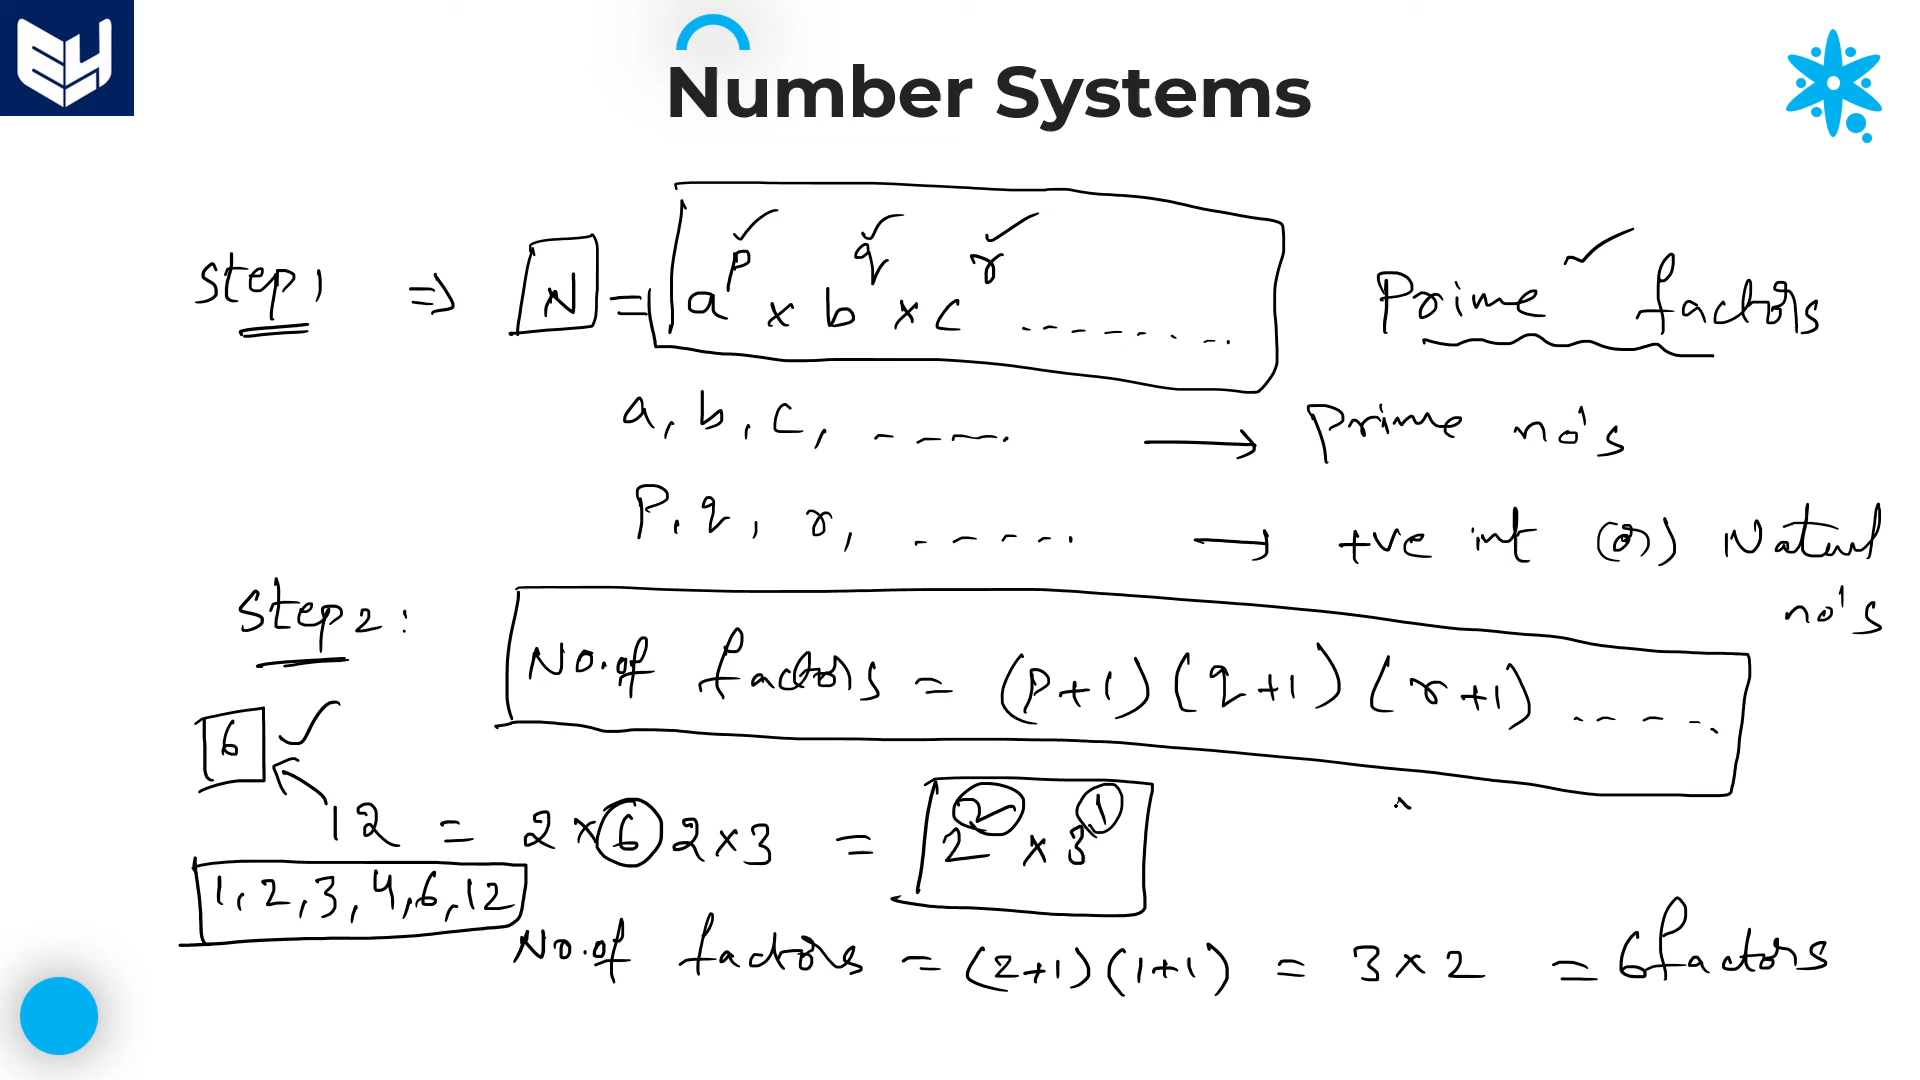 Number Systems
Step 1 ⇒ N = a^p × b^q × c^r ........ Prime factors
a, b, c, ----- → Prime no's
P, q, r, ----- → +ve int (or) Natural
no's
Step 2 :
No. of factors = (P+1) (q+1) (r+1) -----
6
12 = 2 × 6 2 × 3 = 2^2 × 3^1
1, 2, 3, 4, 6, 12
No. of factors = (2+1) (1+1) = 3 × 2 = 6 factors